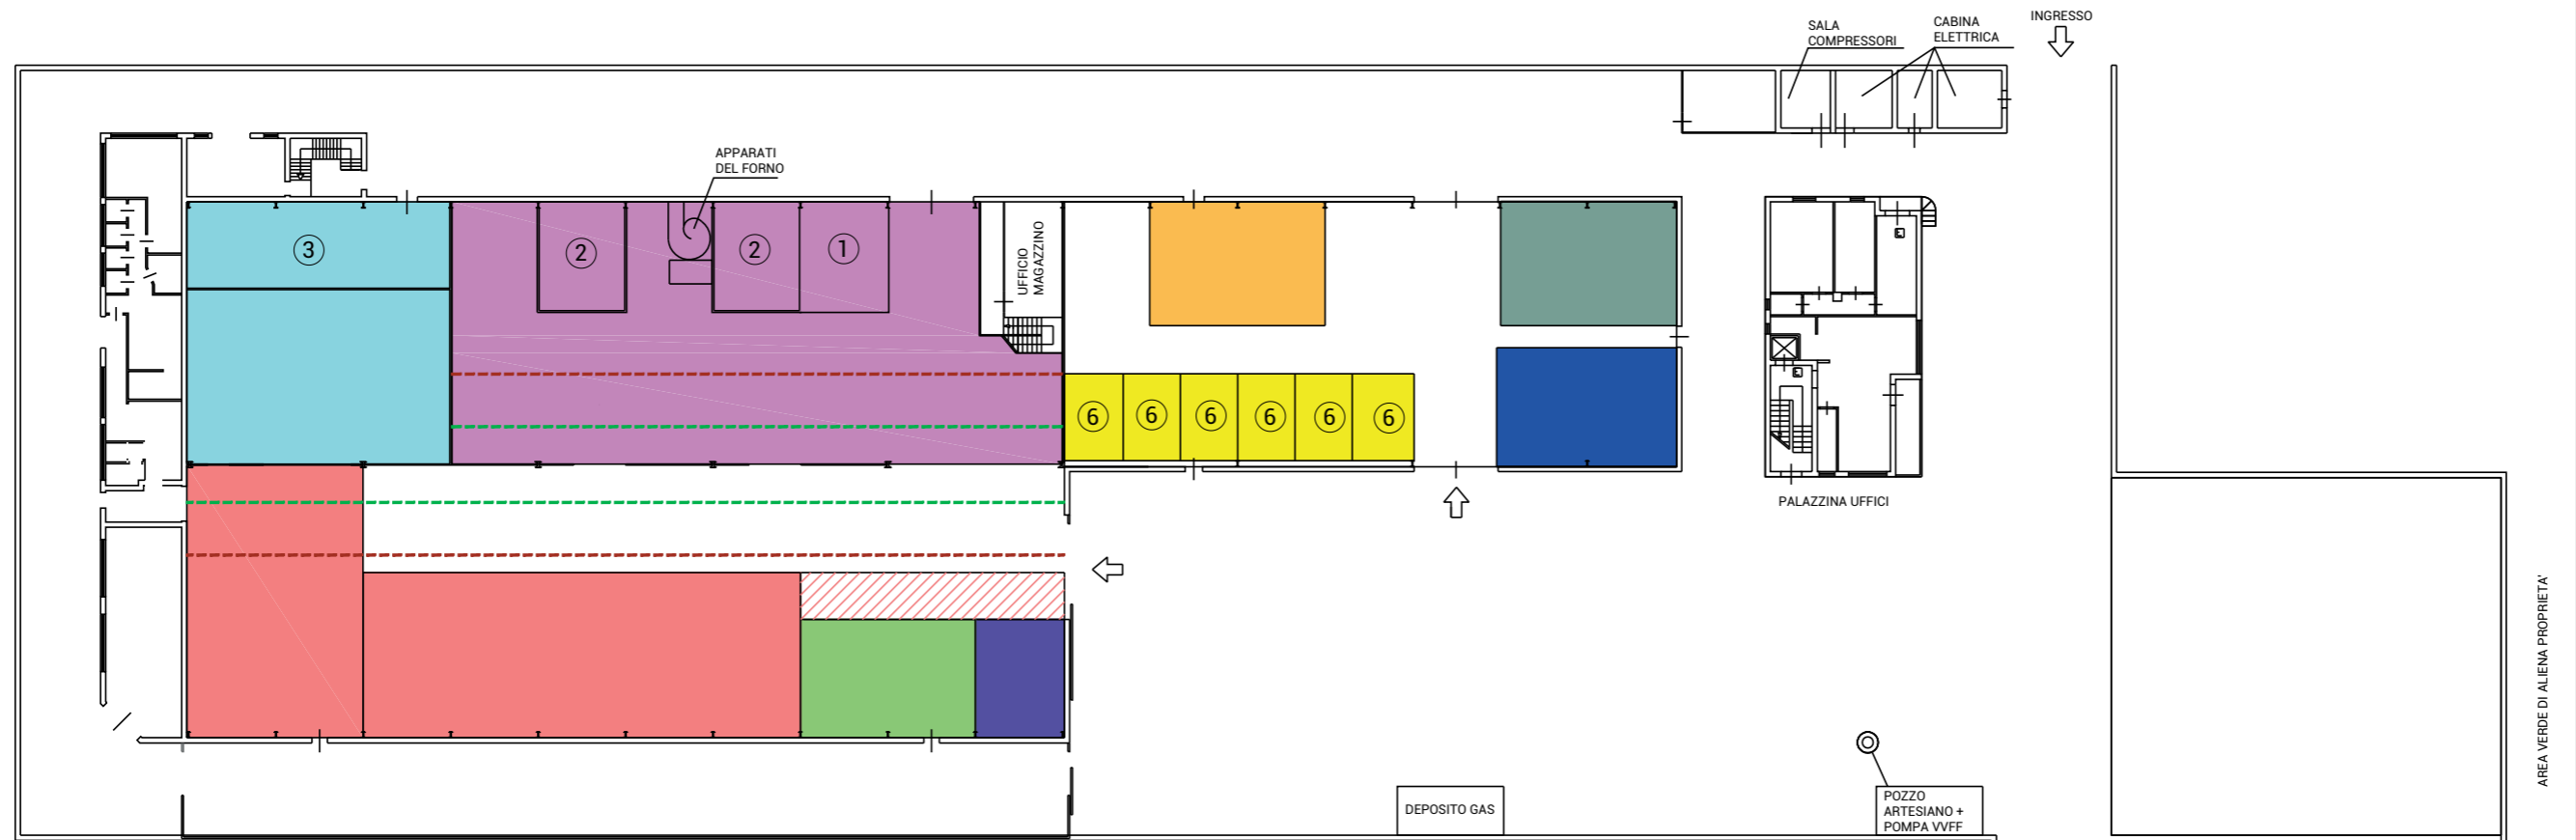 INGRESSO
SALA
COMPRESSORI
CABINA
ELETTRICA
APPARATI
DEL FORNO
3
2
2
1
UFFICIO
MAGAZZINO
6
6
6
6
6
6
PALAZZINA UFFICI
AREA VERDE DI ALIENA PROPRIETA'
DEPOSITO GAS
POZZO
ARTESIANO +
POMPA VVFF